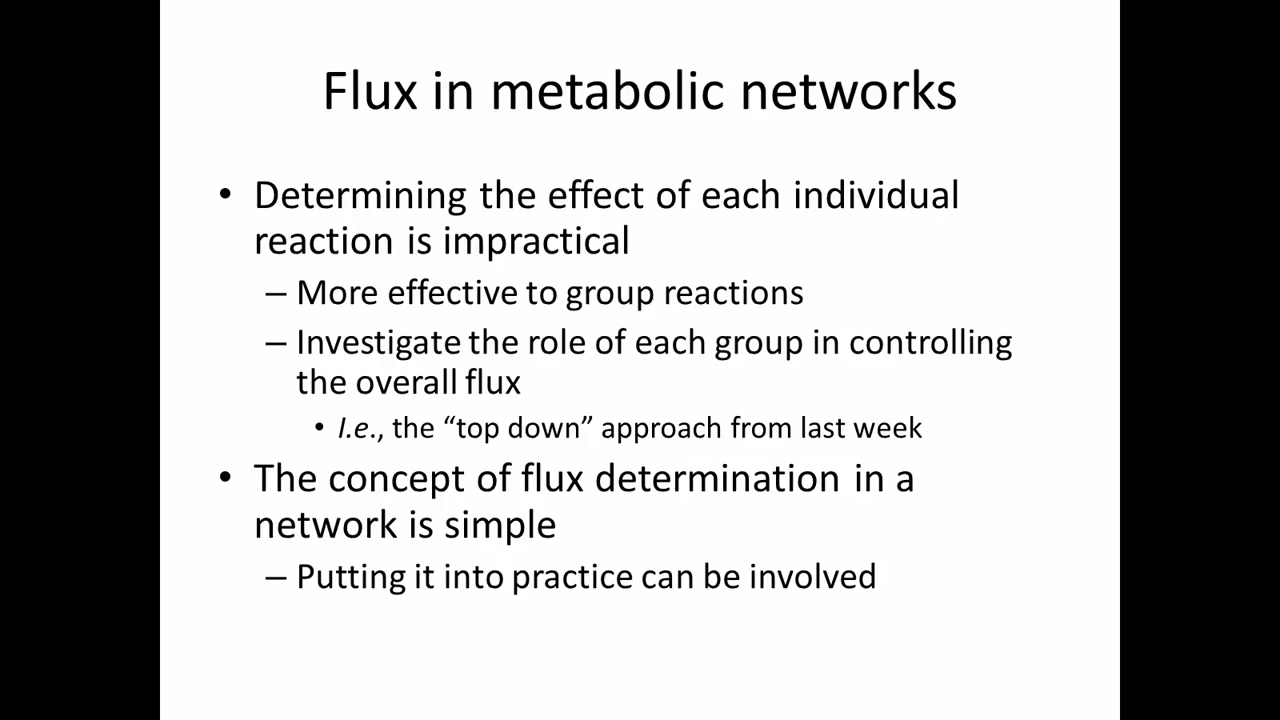 Flux in metabolic networks
• Determining the effect of each individual
reaction is impractical
– More effective to group reactions
– Investigate the role of each group in controlling
the overall flux
• I.e., the “top down” approach from last week
• The concept of flux determination in a
network is simple
– Putting it into practice can be involved